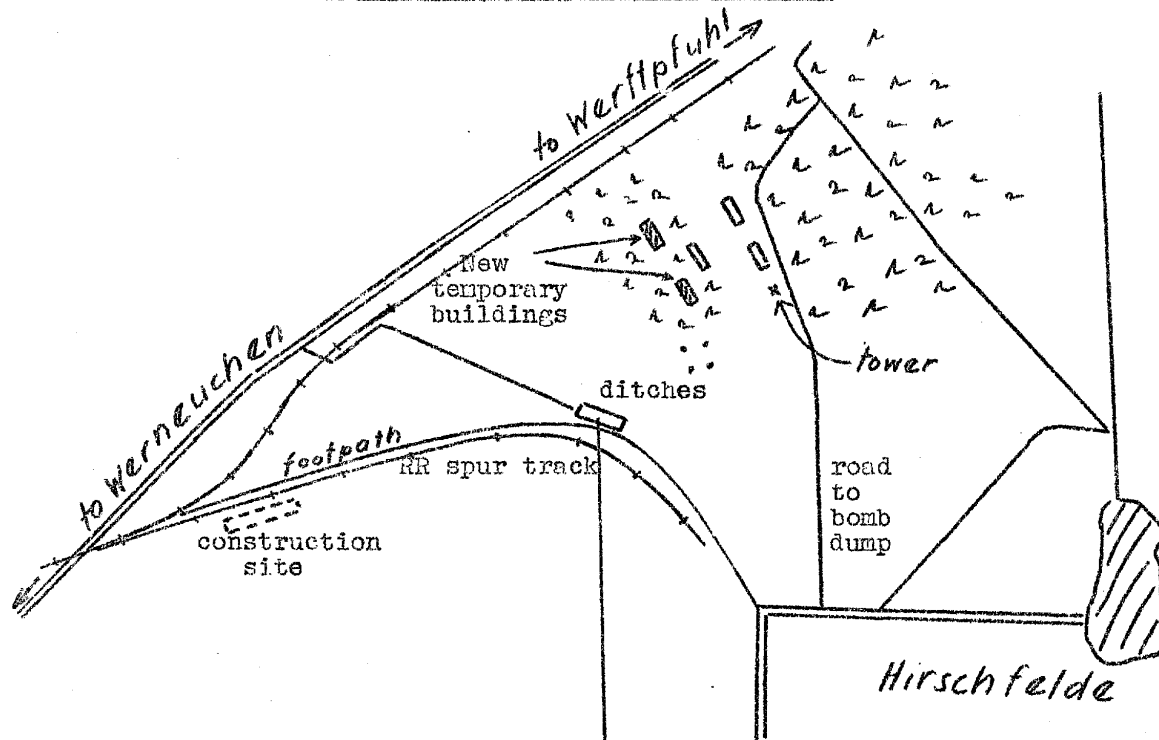 to Werftpfuhl
New
temporary
buildings
to Werneuchen
tower
ditches
footpath
RR spur track
road
to
bomb
dump
construction
site
Hirschfelde